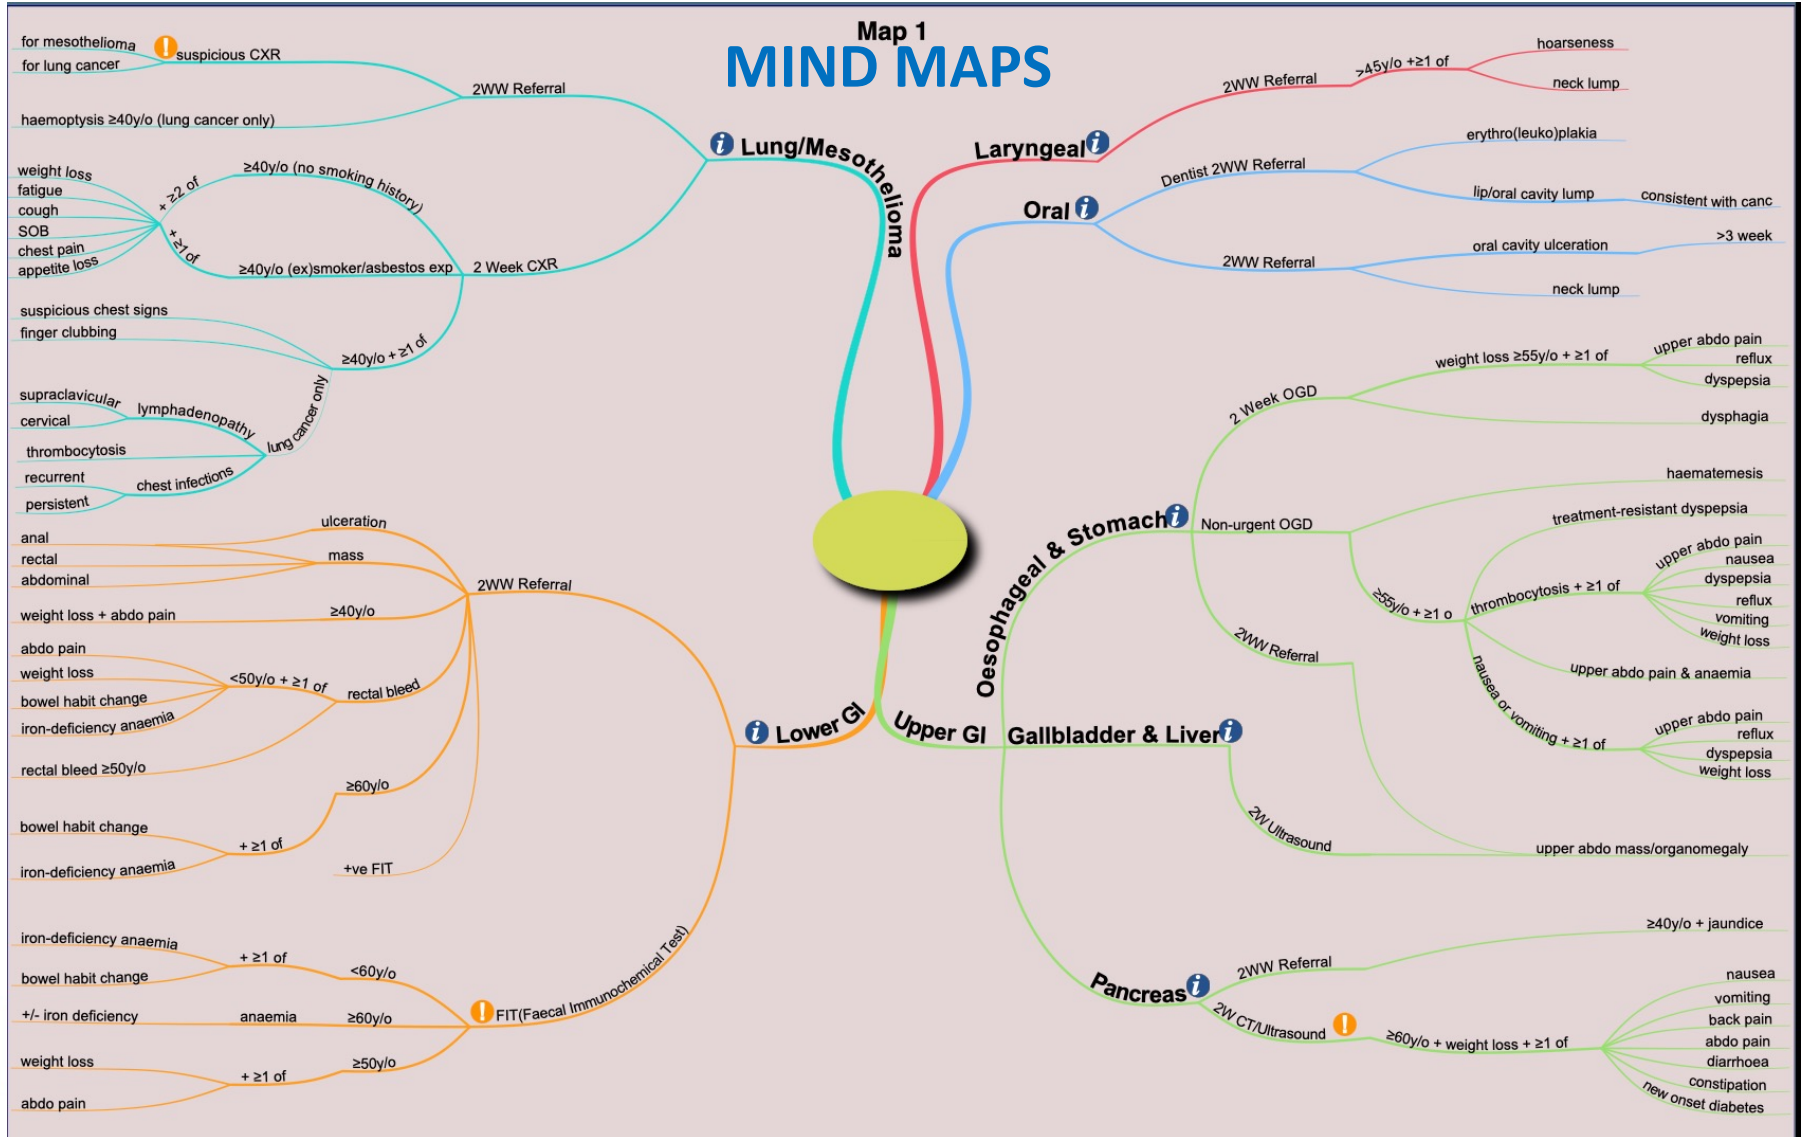 Map 1
MIND MAPS
Lung/Mesothelioma
2WW Referral
suspicious CXR
for mesothelioma
for lung cancer
haemoptysis ≥40y/o (lung cancer only)
2 Week CXR
≥40y/o (no smoking history)
+ ≥2 of
≥40y/o (ex)smoker/asbestos exp
+ ≥1 of
weight loss
fatigue
cough
SOB
chest pain
appetite loss
≥40y/o + ≥1 of
suspicious chest signs
finger clubbing
lung cancer only
lymphadenopathy
supraclavicular
cervical
thrombocytosis
chest infections
recurrent
persistent
Laryngeal
2WW Referral
>45y/o +≥1 of
hoarseness
neck lump
Oral
Dentist 2WW Referral
erythro(leuko)plakia
lip/oral cavity lump
consistent with canc
2WW Referral
oral cavity ulceration
>3 week
neck lump
Lower GI
2WW Referral
ulceration
anal
mass
rectal
abdominal
≥40y/o
weight loss + abdo pain
rectal bleed
<50y/o + ≥1 of
abdo pain
weight loss
bowel habit change
iron-deficiency anaemia
rectal bleed ≥50y/o
≥60y/o
+ ≥1 of
bowel habit change
iron-deficiency anaemia
+ve FIT
FIT(Faecal Immunochemical Test)
<60y/o
+ ≥1 of
iron-deficiency anaemia
bowel habit change
≥60y/o
anaemia
+/- iron deficiency
≥50y/o
+ ≥1 of
weight loss
abdo pain
Upper GI
Oesophageal & Stomach
2 Week OGD
weight loss ≥55y/o + ≥1 of
upper abdo pain
reflux
dyspepsia
dysphagia
Non-urgent OGD
haematemesis
≥55y/o + ≥1 o
treatment-resistant dyspepsia
thrombocytosis + ≥1 of
upper abdo pain
nausea
dyspepsia
reflux
vomiting
weight loss
upper abdo pain & anaemia
nausea or vomiting + ≥1 of
upper abdo pain
reflux
dyspepsia
weight loss
2WW Referral
Gallbladder & Liver
2W Ultrasound
upper abdo mass/organomegaly
Pancreas
2WW Referral
≥40y/o + jaundice
2W CT/Ultrasound
≥60y/o + weight loss + ≥1 of
nausea
vomiting
back pain
abdo pain
diarrhoea
constipation
new onset diabetes